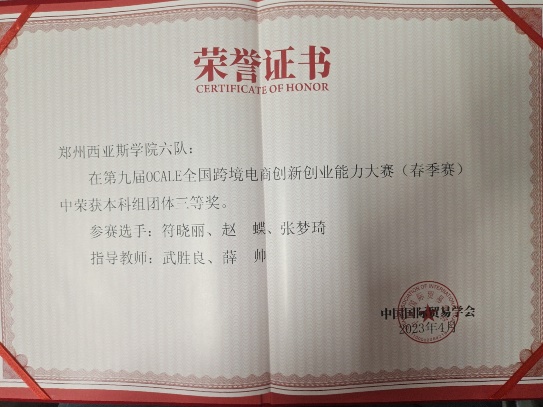 荣誉证书
CERTIFICATE OF HONOR
郑州西亚斯学院六队：
在第九届OCALE全国跨境电商创新创业能力大赛（春季赛）
中荣获本科组团体三等奖。
参赛选手：符晓丽、赵　蝶、张梦琦
指导教师：武胜良、薛　帅
中国国际贸易学会
2023年4月